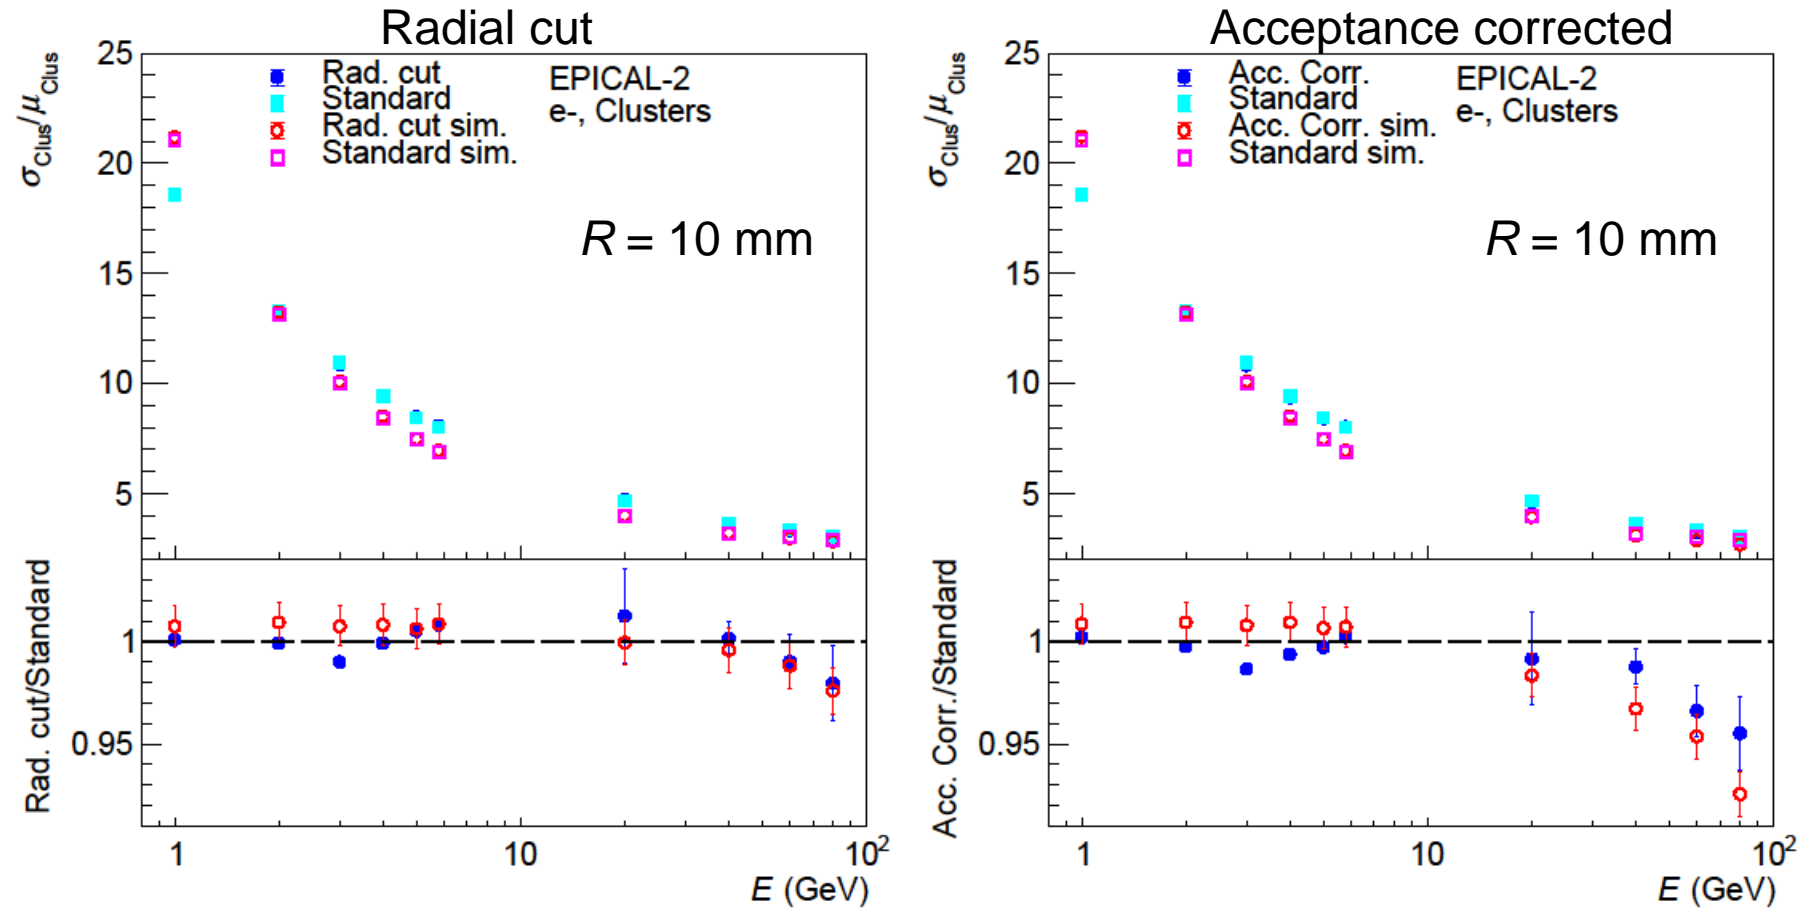 Radial cut
25
20
15
10
5
σClus/μClus
Rad. cut
Standard
Rad. cut sim.
Standard sim.
EPICAL-2
e-, Clusters
R = 10 mm
1
0.95
Rad. cut/Standard
1
10
10²
E (GeV)
Acceptance corrected
25
20
15
10
5
σClus/μClus
Acc. Corr.
Standard
Acc. Corr. sim.
Standard sim.
EPICAL-2
e-, Clusters
R = 10 mm
1
0.95
Acc. Corr./Standard
1
10
10²
E (GeV)